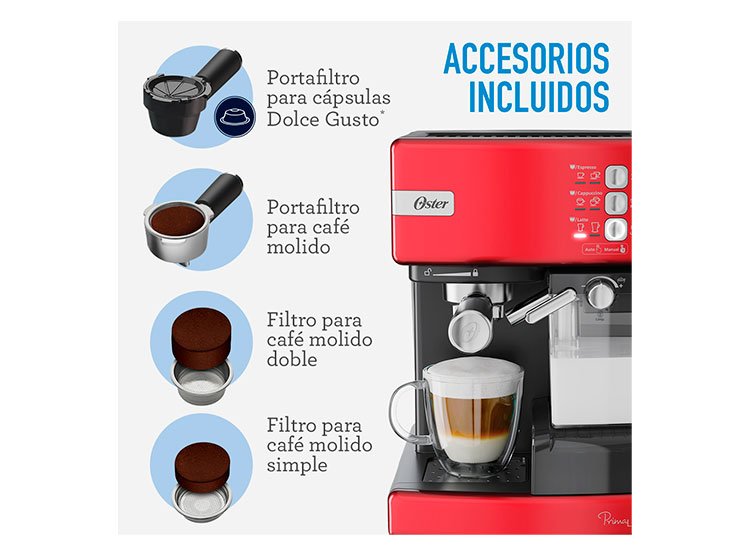 ACCESORIOS
INCLUIDOS
Portafiltro
para cápsulas
Dolce Gusto*
Portafiltro
para café
molido
Filtro para
café molido
doble
Filtro para
café molido
simple
Oster
/Espresso
/Cappuccino
/Latte
Auto
Manual